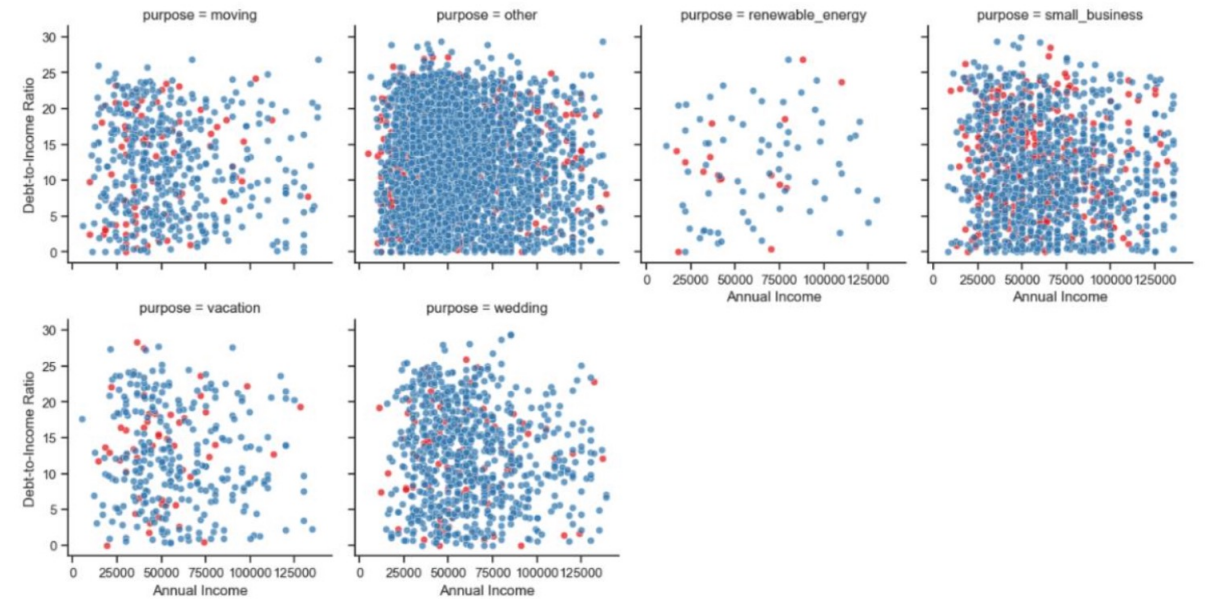 purpose = moving
purpose = other
purpose = renewable_energy
purpose = small_business
30
25
20
15
10
5
0
Debt-to-Income Ratio
0 25000 50000 75000 100000 125000
Annual Income
0 25000 50000 75000 100000 125000
Annual Income
purpose = vacation
purpose = wedding
30
25
20
15
10
5
0
Debt-to-Income Ratio
0 25000 50000 75000 100000 125000
Annual Income
0 25000 50000 75000 100000 125000
Annual Income